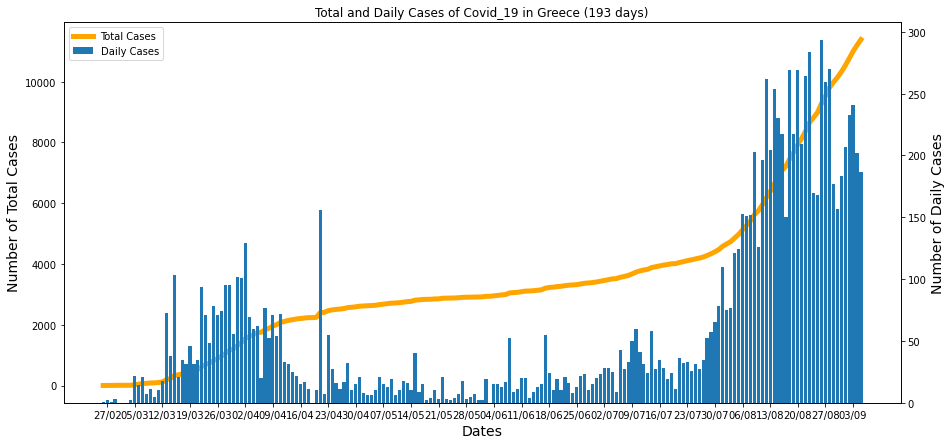 Total and Daily Cases of Covid_19 in Greece (193 days)
Total Cases
Daily Cases
Number of Total Cases
10000
8000
6000
4000
2000
0
300
250
200
150
100
50
0
Number of Daily Cases
27/02 05/03 12/03 19/03 26/03 02/04 09/04 16/04 23/04 30/04 07/05 14/05 21/05 28/05 04/06 11/06 18/06 25/06 02/07 09/07 16/07 23/07 30/07 06/08 13/08 20/08 27/08 03/09
Dates